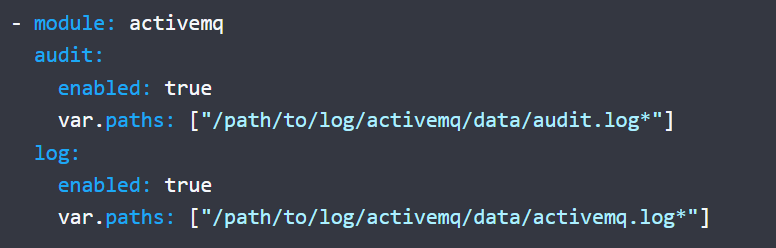 - module: activemq
  audit:
    enabled: true
    var.paths: ["/path/to/log/activemq/data/audit.log*"]
  log:
    enabled: true
    var.paths: ["/path/to/log/activemq/data/activemq.log*"]